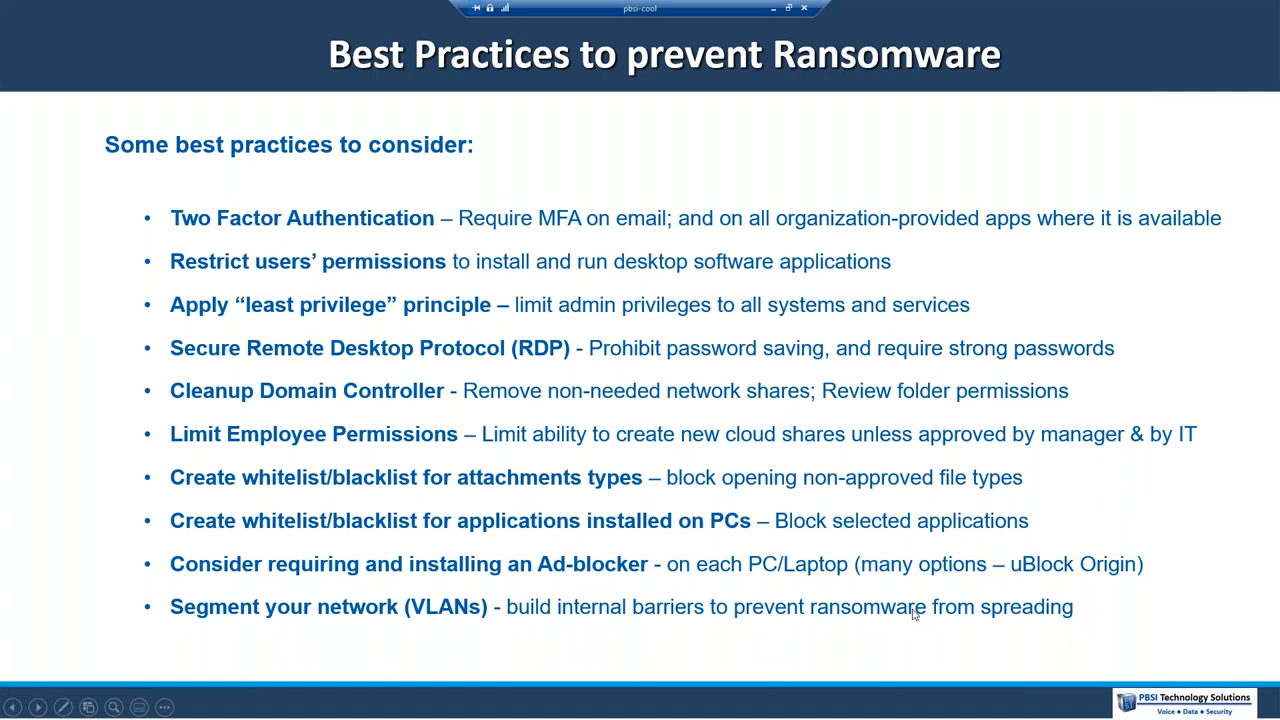 pbsi-cool
Best Practices to prevent Ransomware
Some best practices to consider:
• Two Factor Authentication – Require MFA on email; and on all organization-provided apps where it is available
• Restrict users’ permissions to install and run desktop software applications
• Apply “least privilege” principle – limit admin privileges to all systems and services
• Secure Remote Desktop Protocol (RDP) - Prohibit password saving, and require strong passwords
• Cleanup Domain Controller - Remove non-needed network shares; Review folder permissions
• Limit Employee Permissions – Limit ability to create new cloud shares unless approved by manager & by IT
• Create whitelist/blacklist for attachments types – block opening non-approved file types
• Create whitelist/blacklist for applications installed on PCs – Block selected applications
• Consider requiring and installing an Ad-blocker - on each PC/Laptop (many options – uBlock Origin)
• Segment your network (VLANs) - build internal barriers to prevent ransomware from spreading
PBSI Technology Solutions
Voice • Data • Security